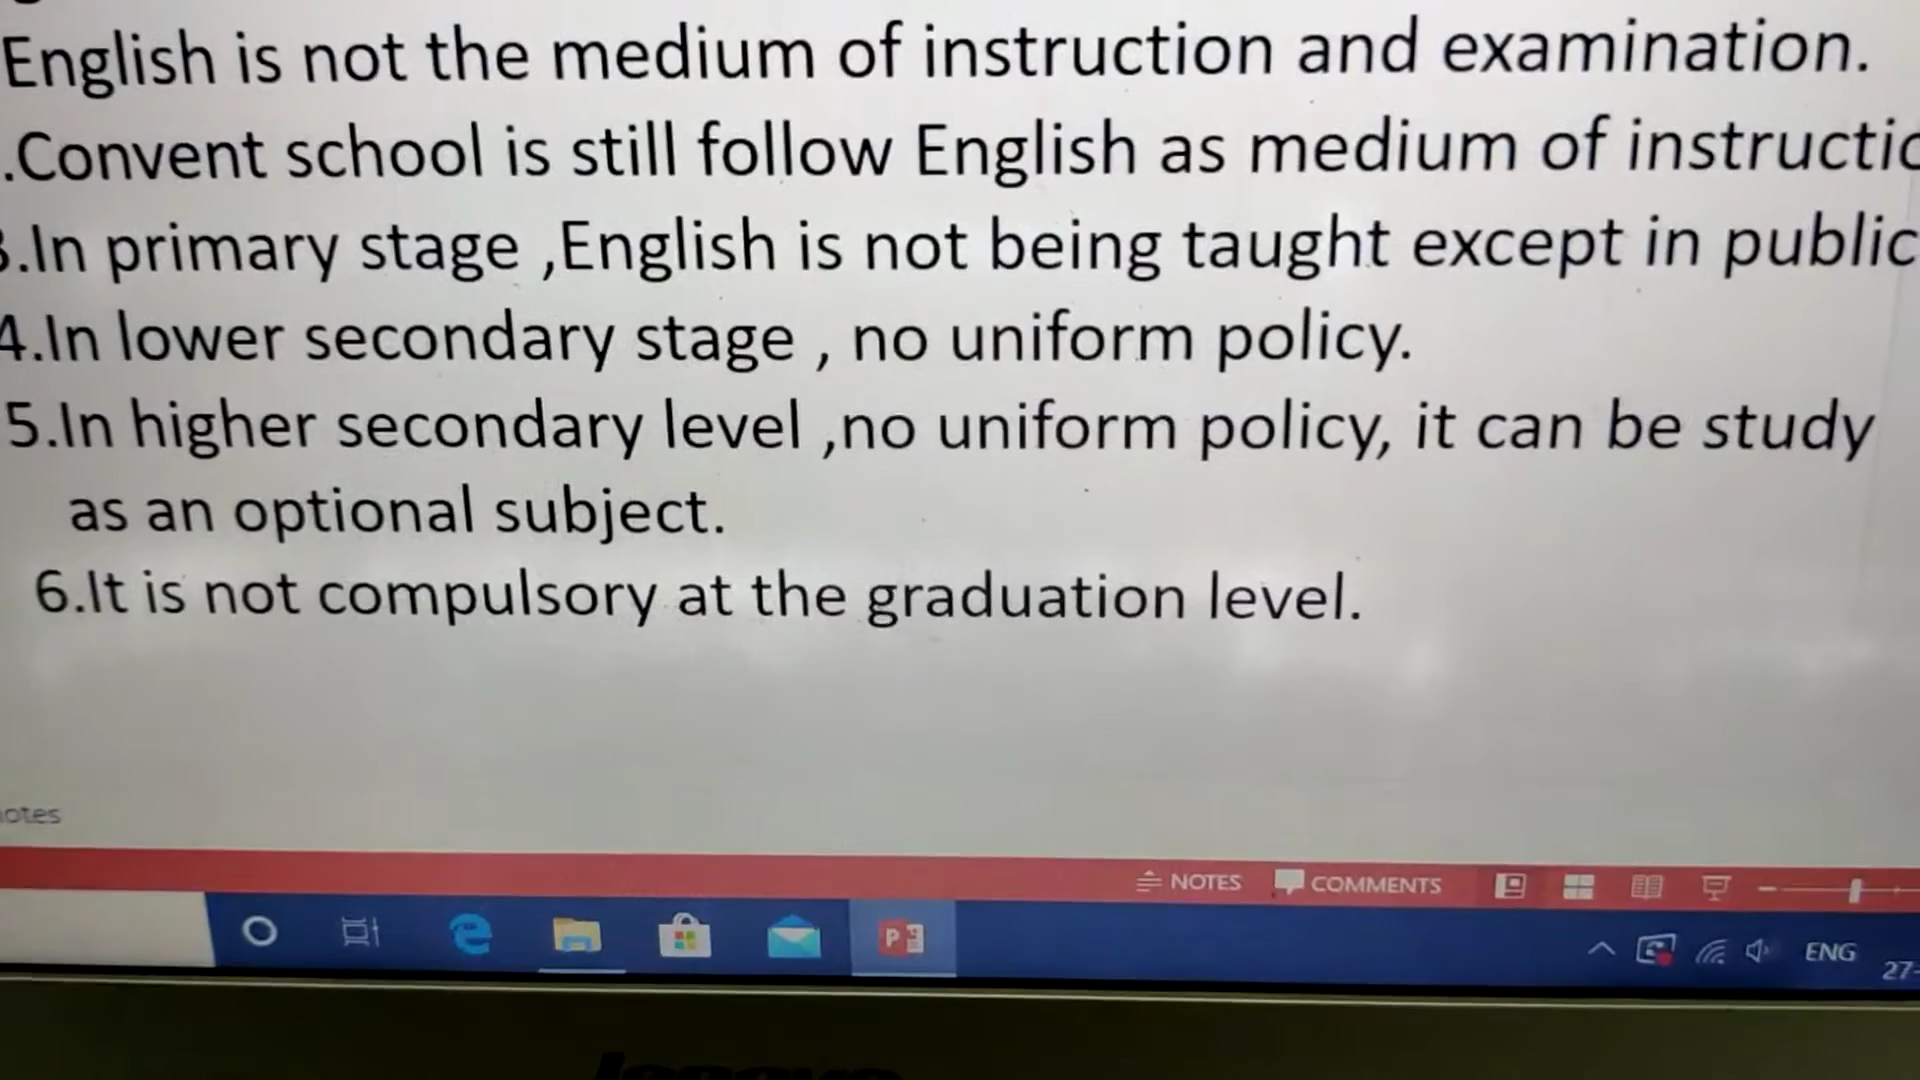 English is not the medium of instruction and examination.
.Convent school is still follow English as medium of
3.In primary stage ,English is not being taught except in public
4.In lower secondary stage , no uniform policy.
5.In higher secondary level ,no uniform policy, it can be study
as an optional subject.
6.It is not compulsory at the graduation level.
NOTES COMMENTS
ENG